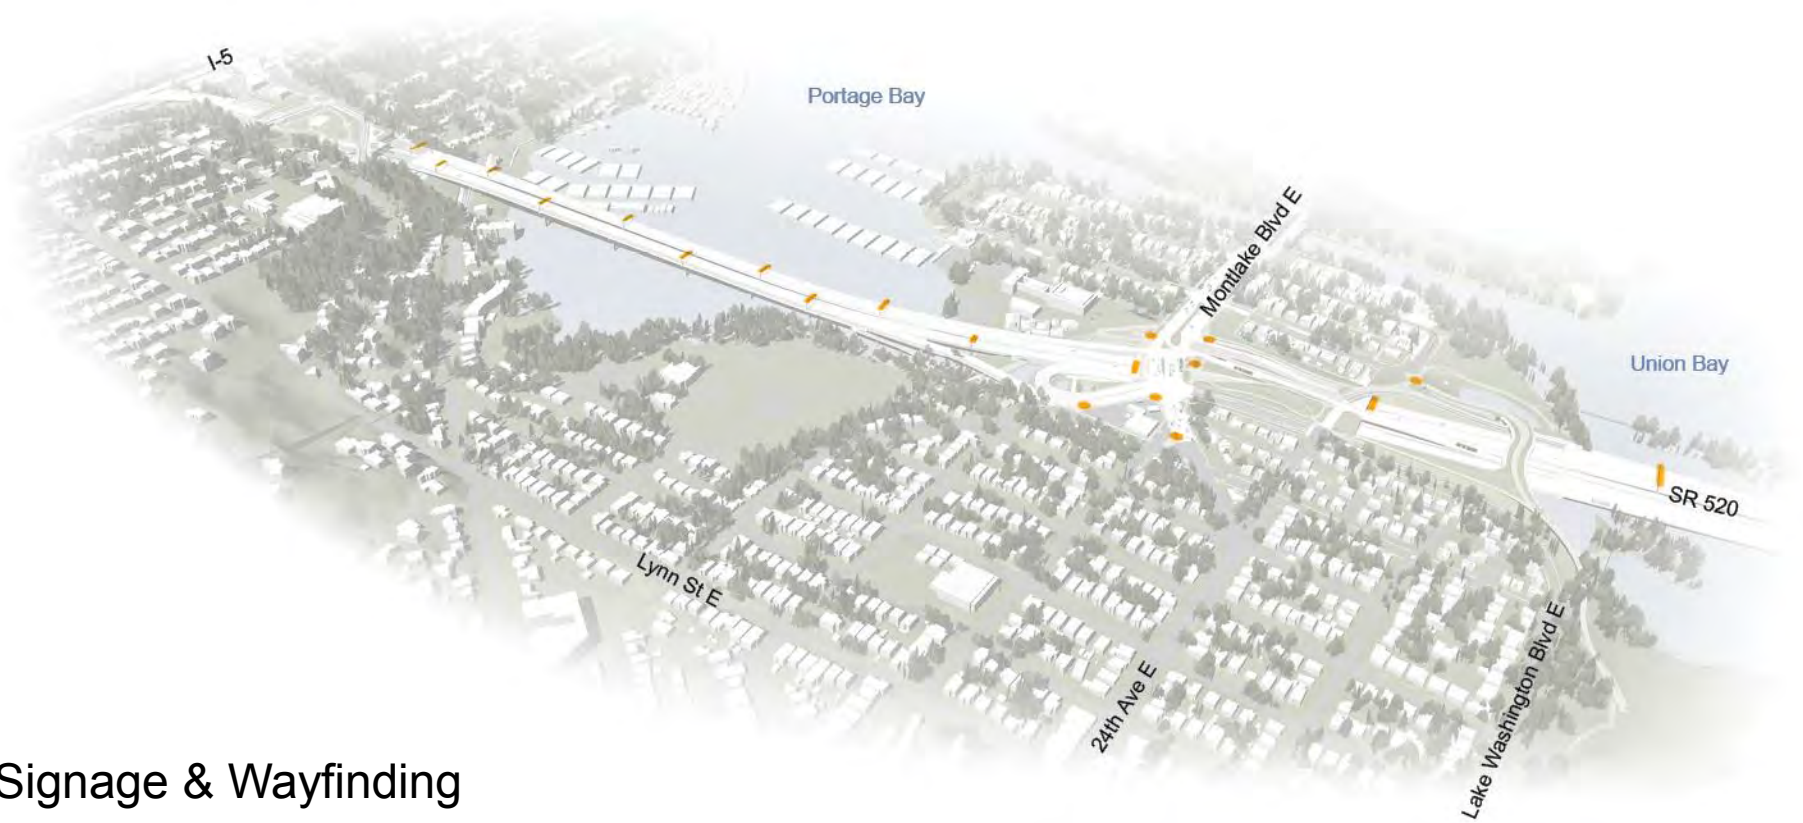 I-5
Portage Bay
Montlake Blvd E
Union Bay
SR 520
Lynn St E
24th Ave E
Lake Washington Blvd E
Signage & Wayfinding